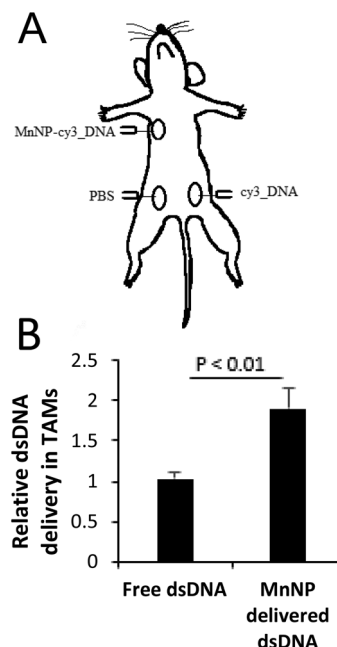 A
MnNP-cy3_DNA
PBS
cy3_DNA
B
Relative dsDNA
delivery in TAMs
2.5
2
1.5
1
0.5
0
P < 0.01
Free dsDNA
MnNP
delivered
dsDNA